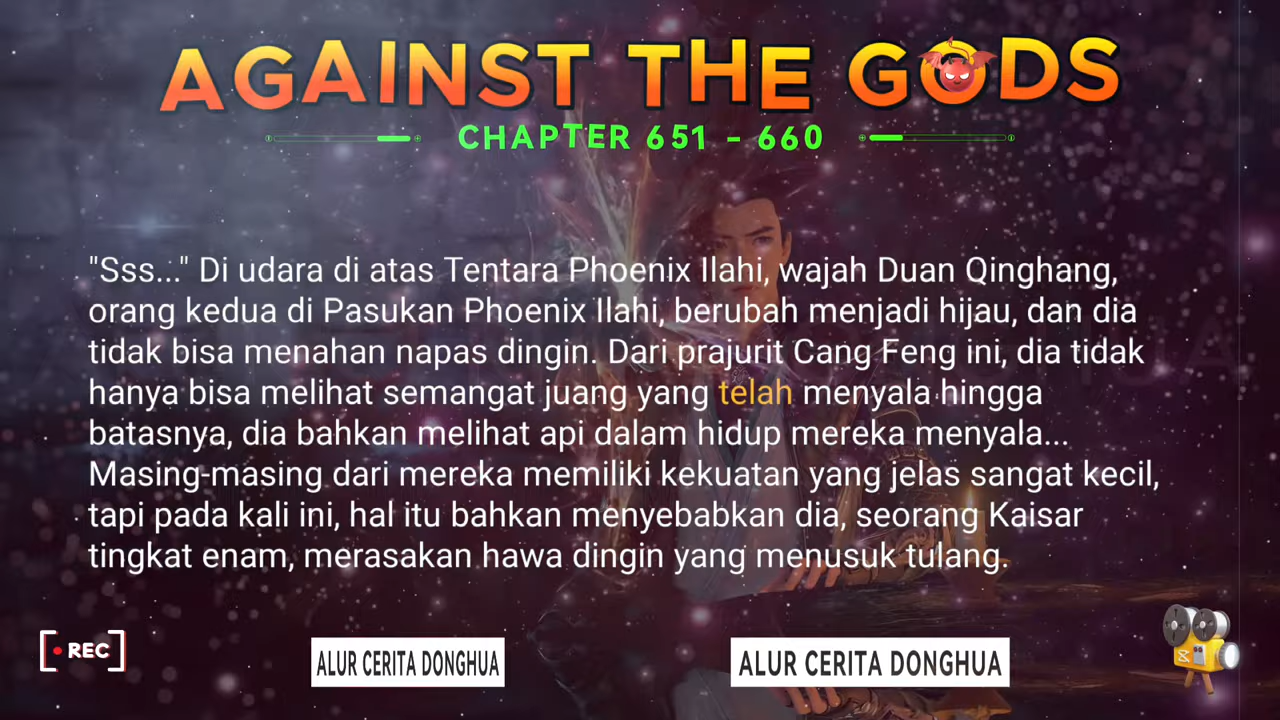 AGAINST THE GODS
CHAPTER 651 - 660
"Sss..." Di udara di atas Tentara Phoenix Ilahi, wajah Duan Qinghang,
orang kedua di Pasukan Phoenix Ilahi, berubah menjadi hijau, dan dia
tidak bisa menahan napas dingin. Dari prajurit Cang Feng ini, dia tidak
hanya bisa melihat semangat juang yang telah menyala hingga
batasnya, dia bahkan melihat api dalam hidup mereka menyala...
Masing-masing dari mereka memiliki kekuatan yang jelas sangat kecil,
tapi pada kali ini, hal itu bahkan menyebabkan dia, seorang Kaisar
tingkat enam, merasakan hawa dingin yang menusuk tulang.
REC
ALUR CERITA DONGHUA
ALUR CERITA DONGHUA